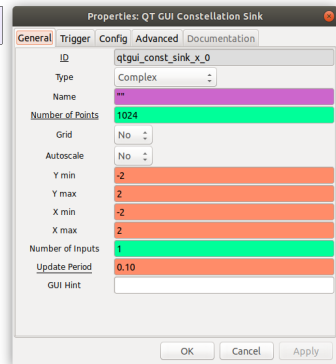 Properties: QT GUI Constellation Sink
General Trigger Config Advanced Documentation
ID qtgui_const_sink_x_0
Type Complex
Name ""
Number of Points 1024
Grid No
Autoscale No
Y min -2
Y max 2
X min -2
X max 2
Number of Inputs 1
Update Period 0.10
GUI Hint
OK Cancel Apply